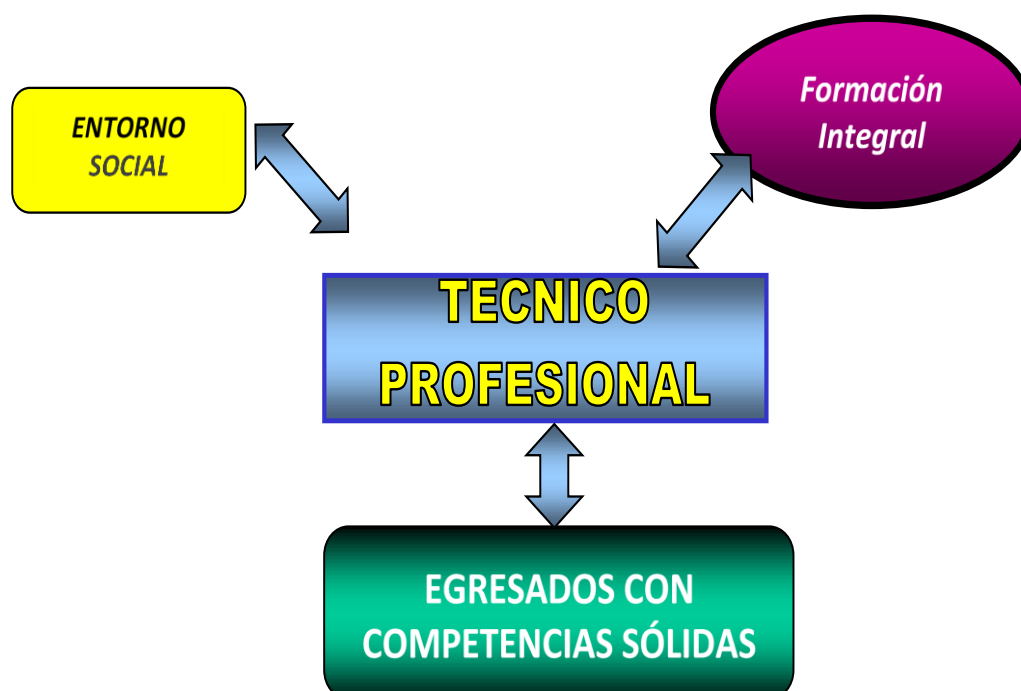 ENTORNO
SOCIAL
Formación
Integral
TECNICO
PROFESIONAL
EGRESADOS CON
COMPETENCIAS SÓLIDAS